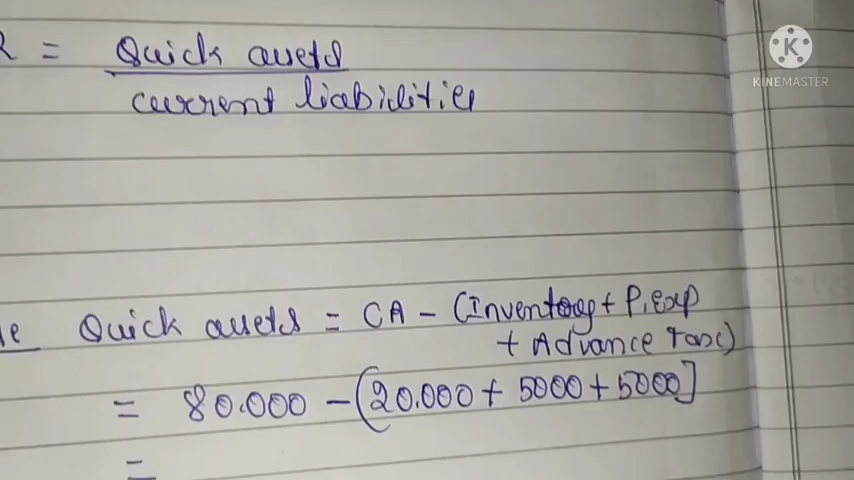 R = Quick assets
current liabilities
KINEMASTER
Quick assets = CA - (Inventory + P. exp
+ Advance Tax)
= 80.000 - (20.000 + 5000 + 5000]
=